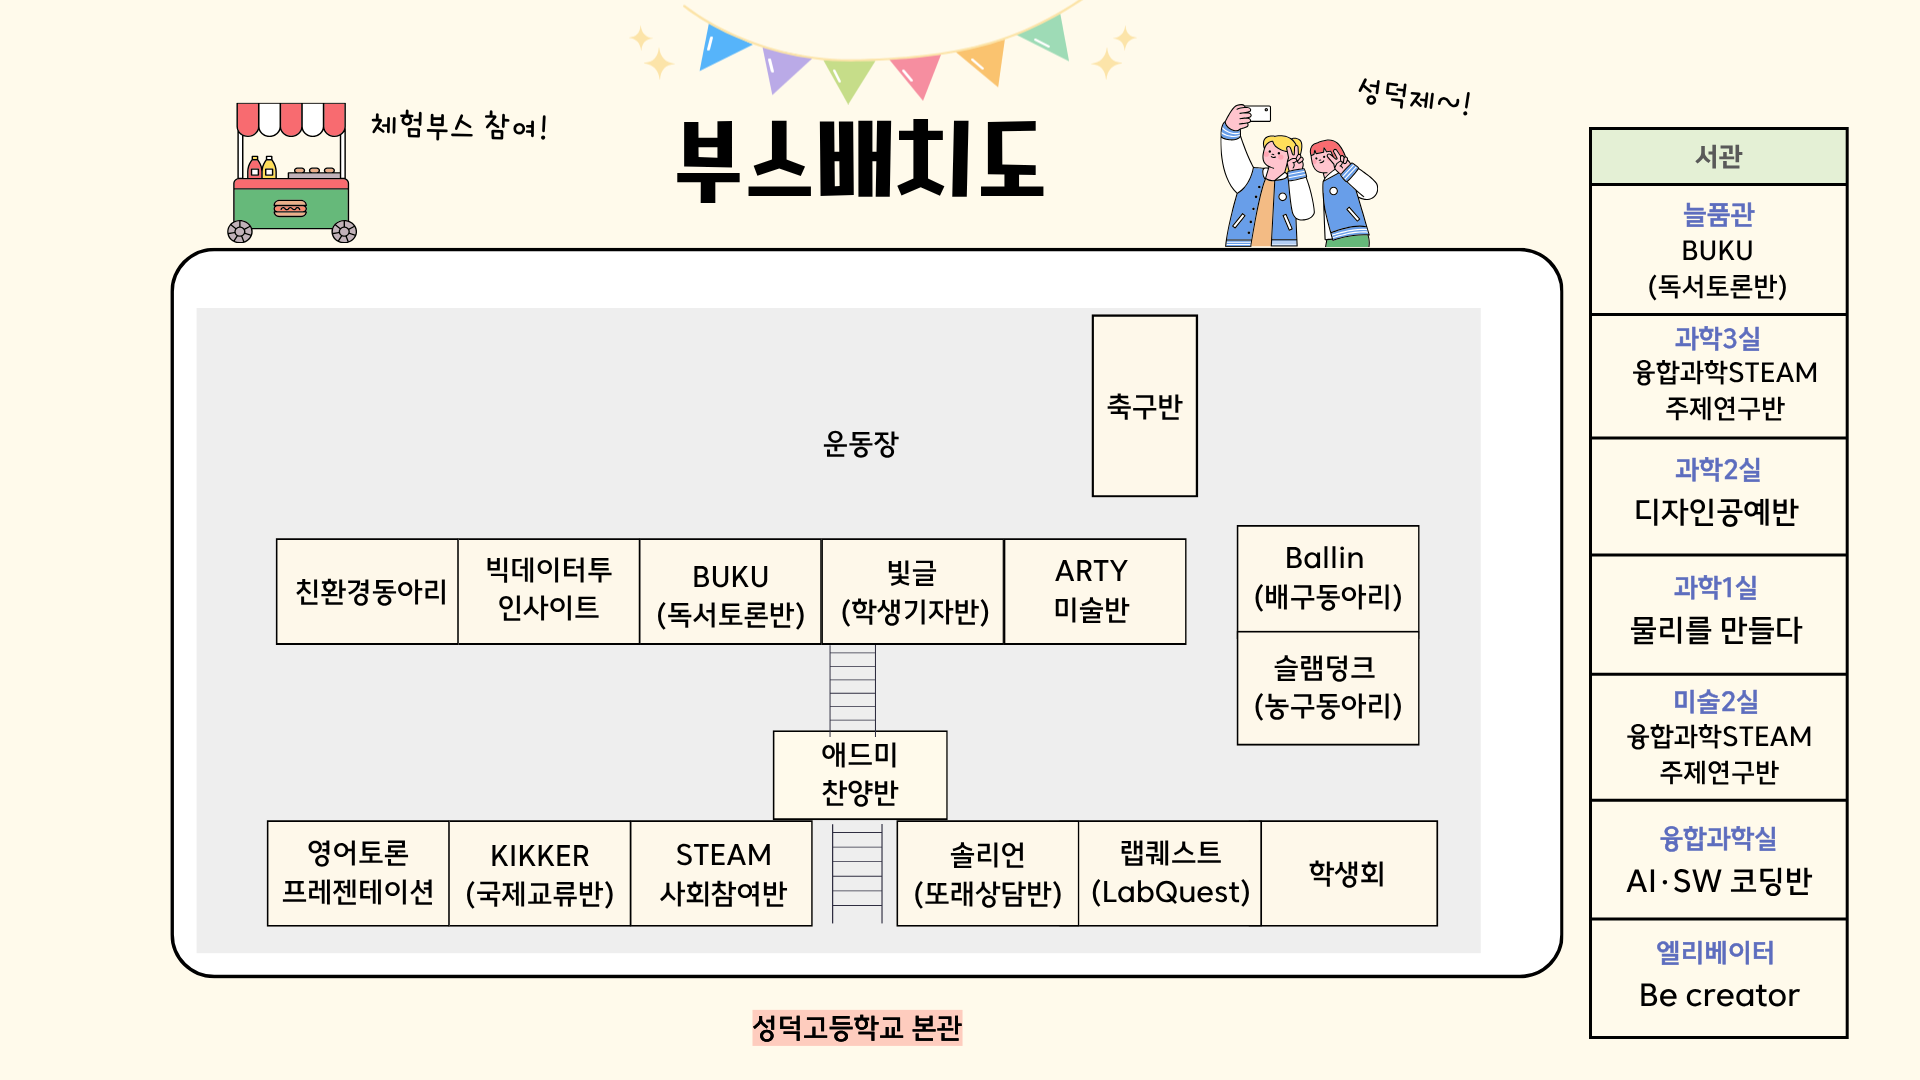 체험부스 참여!
성덕제~!
부스배치도
축구반
운동장
친환경동아리
빅데이터투
인사이트
BUKU
(독서토론반)
빛글
(학생기자반)
ARTY
미술반
Ballin
(배구동아리)
슬램덩크
(농구동아리)
애드미
찬양반
영어토론
프레젠테이션
KIKKER
(국제교류반)
STEAM
사회참여반
솔리언
(또래상담반)
랩퀘스트
(LabQuest)
학생회
성덕고등학교 본관
서관
늘품관
BUKU
(독서토론반)
과학3실
융합과학STEAM
주제연구반
과학2실
디자인공예반
과학1실
물리를 만들다
미술2실
융합과학STEAM
주제연구반
융합과학실
AI·SW 코딩반
엘리베이터
Be creator